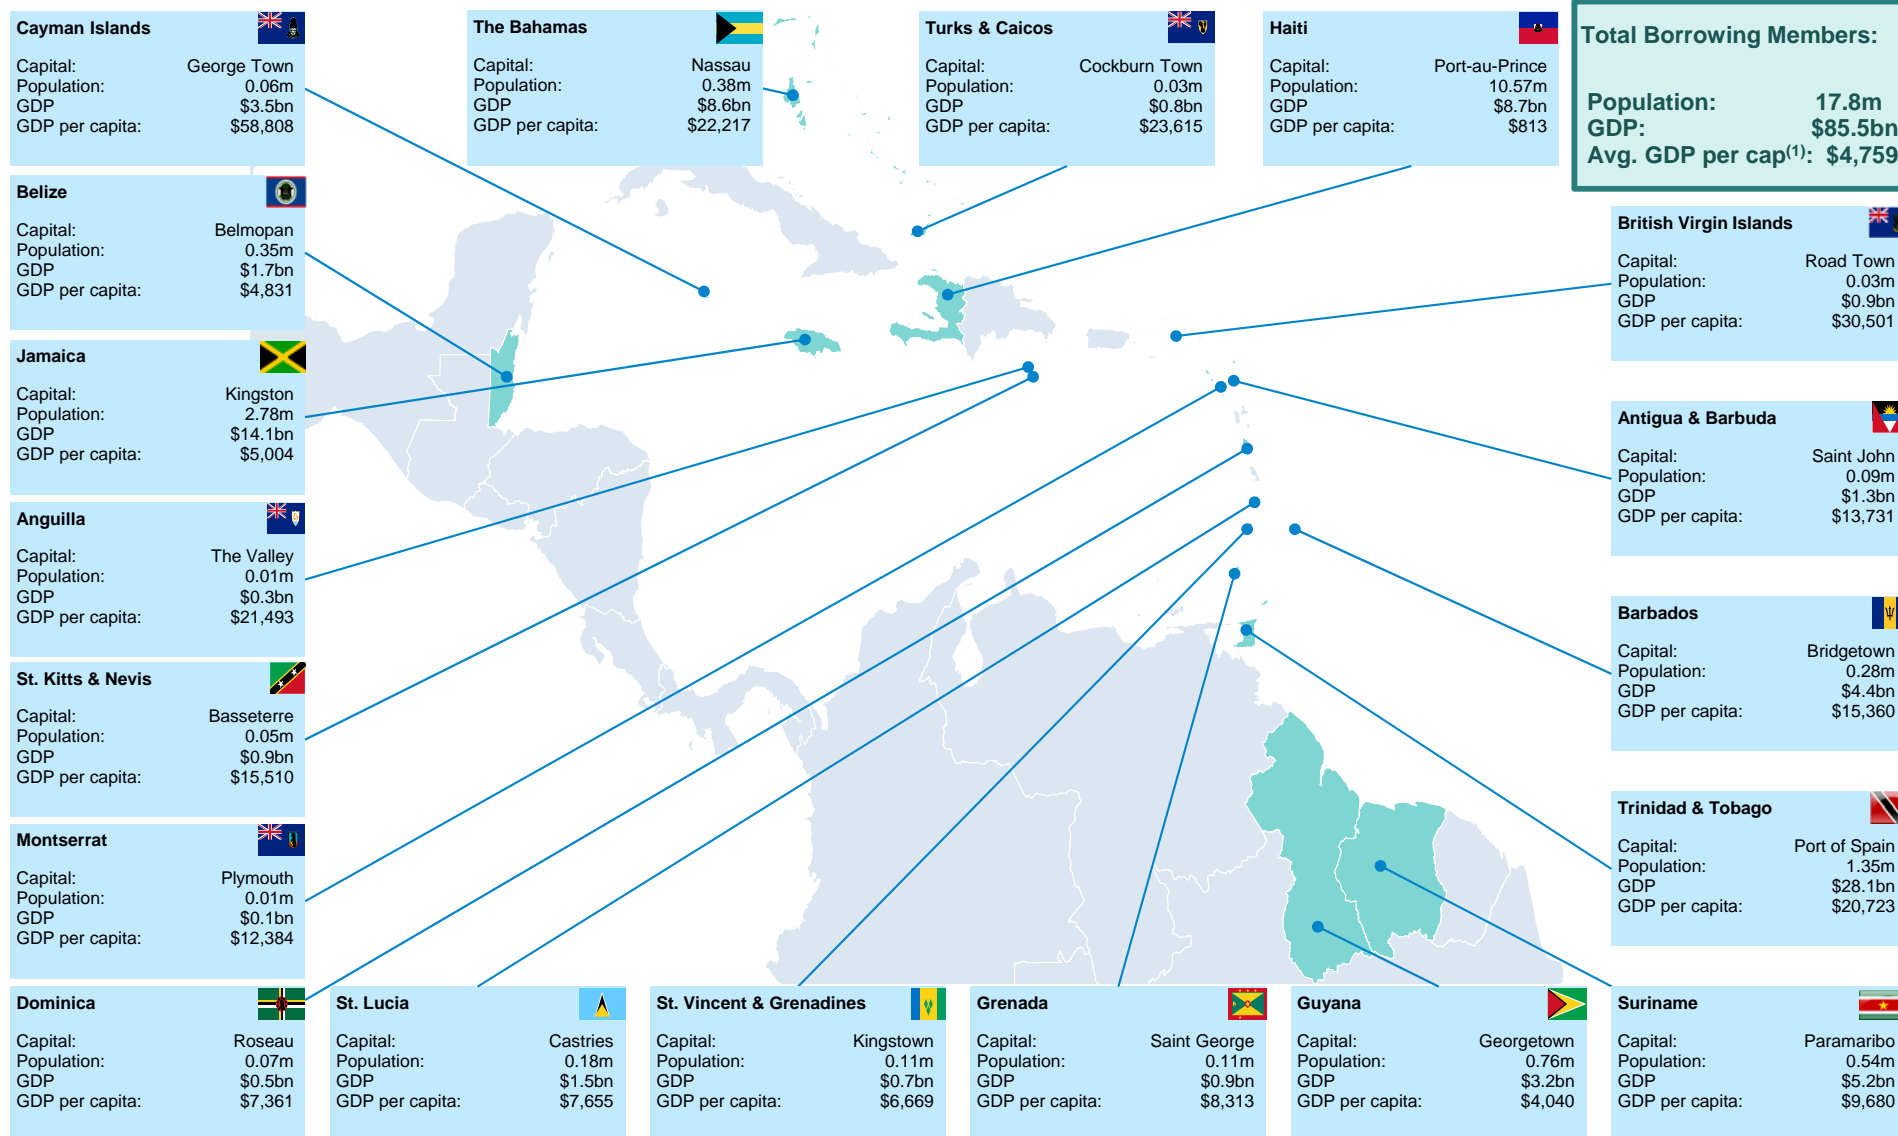 Cayman Islands
Capital: George Town
Population: 0.06m
GDP $3.5bn
GDP per capita: $58,808
The Bahamas
Capital: Nassau
Population: 0.38m
GDP $8.6bn
GDP per capita: $22,217
Turks & Caicos
Capital: Cockburn Town
Population: 0.03m
GDP $0.8bn
GDP per capita: $23,615
Haiti
Capital: Port-au-Prince
Population: 10.57m
GDP $8.7bn
GDP per capita: $813
Total Borrowing Members:
Population: 17.8m
GDP: $85.5bn
Avg. GDP per cap(1): $4,759
Belize
Capital: Belmopan
Population: 0.35m
GDP $1.7bn
GDP per capita: $4,831
British Virgin Islands
Capital: Road Town
Population: 0.03m
GDP $0.9bn
GDP per capita: $30,501
Jamaica
Capital: Kingston
Population: 2.78m
GDP $14.1bn
GDP per capita: $5,004
Antigua & Barbuda
Capital: Saint John
Population: 0.09m
GDP $1.3bn
GDP per capita: $13,731
Anguilla
Capital: The Valley
Population: 0.01m
GDP $0.3bn
GDP per capita: $21,493
Barbados
Capital: Bridgetown
Population: 0.28m
GDP $4.4bn
GDP per capita: $15,360
St. Kitts & Nevis
Capital: Basseterre
Population: 0.05m
GDP $0.9bn
GDP per capita: $15,510
Trinidad & Tobago
Capital: Port of Spain
Population: 1.35m
GDP $28.1bn
GDP per capita: $20,723
Montserrat
Capital: Plymouth
Population: 0.01m
GDP $0.1bn
GDP per capita: $12,384
Dominica
Capital: Roseau
Population: 0.07m
GDP $0.5bn
GDP per capita: $7,361
St. Lucia
Capital: Castries
Population: 0.18m
GDP $1.5bn
GDP per capita: $7,655
St. Vincent & Grenadines
Capital: Kingstown
Population: 0.11m
GDP $0.7bn
GDP per capita: $6,669
Grenada
Capital: Saint George
Population: 0.11m
GDP $0.9bn
GDP per capita: $8,313
Guyana
Capital: Georgetown
Population: 0.76m
GDP $3.2bn
GDP per capita: $4,040
Suriname
Capital: Paramaribo
Population: 0.54m
GDP $5.2bn
GDP per capita: $9,680